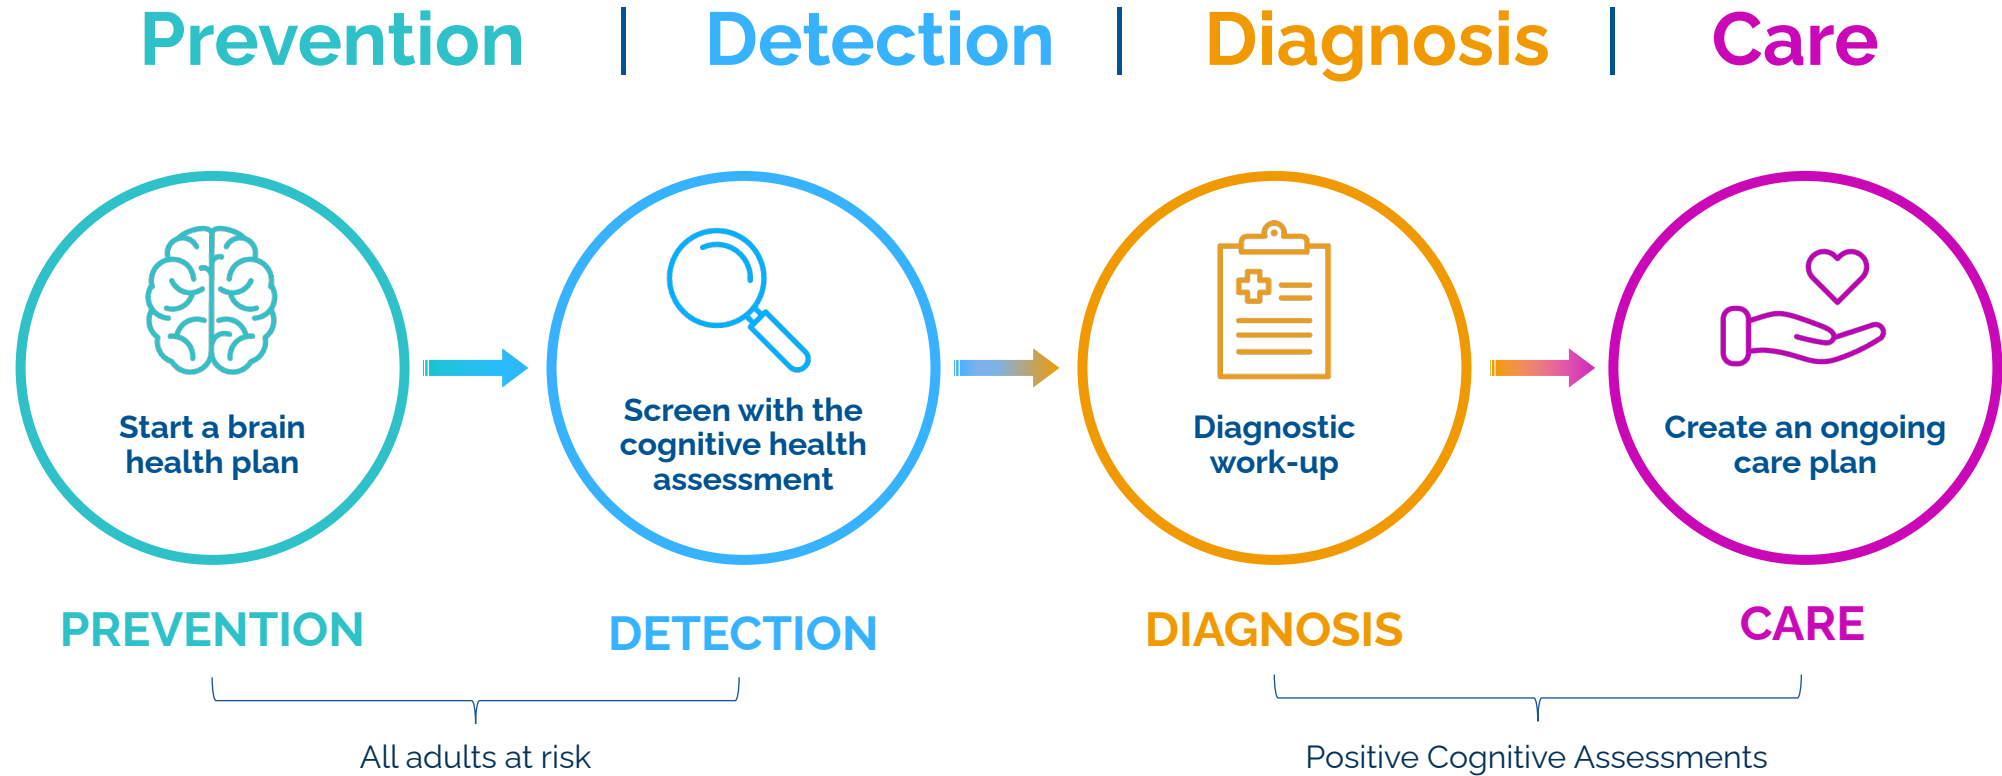 Prevention | Detection | Diagnosis | Care
Start a brain
health plan
Screen with the
cognitive health
assessment
Diagnostic
work-up
Create an ongoing
care plan
PREVENTION
DETECTION
DIAGNOSIS
CARE
All adults at risk
Positive Cognitive Assessments